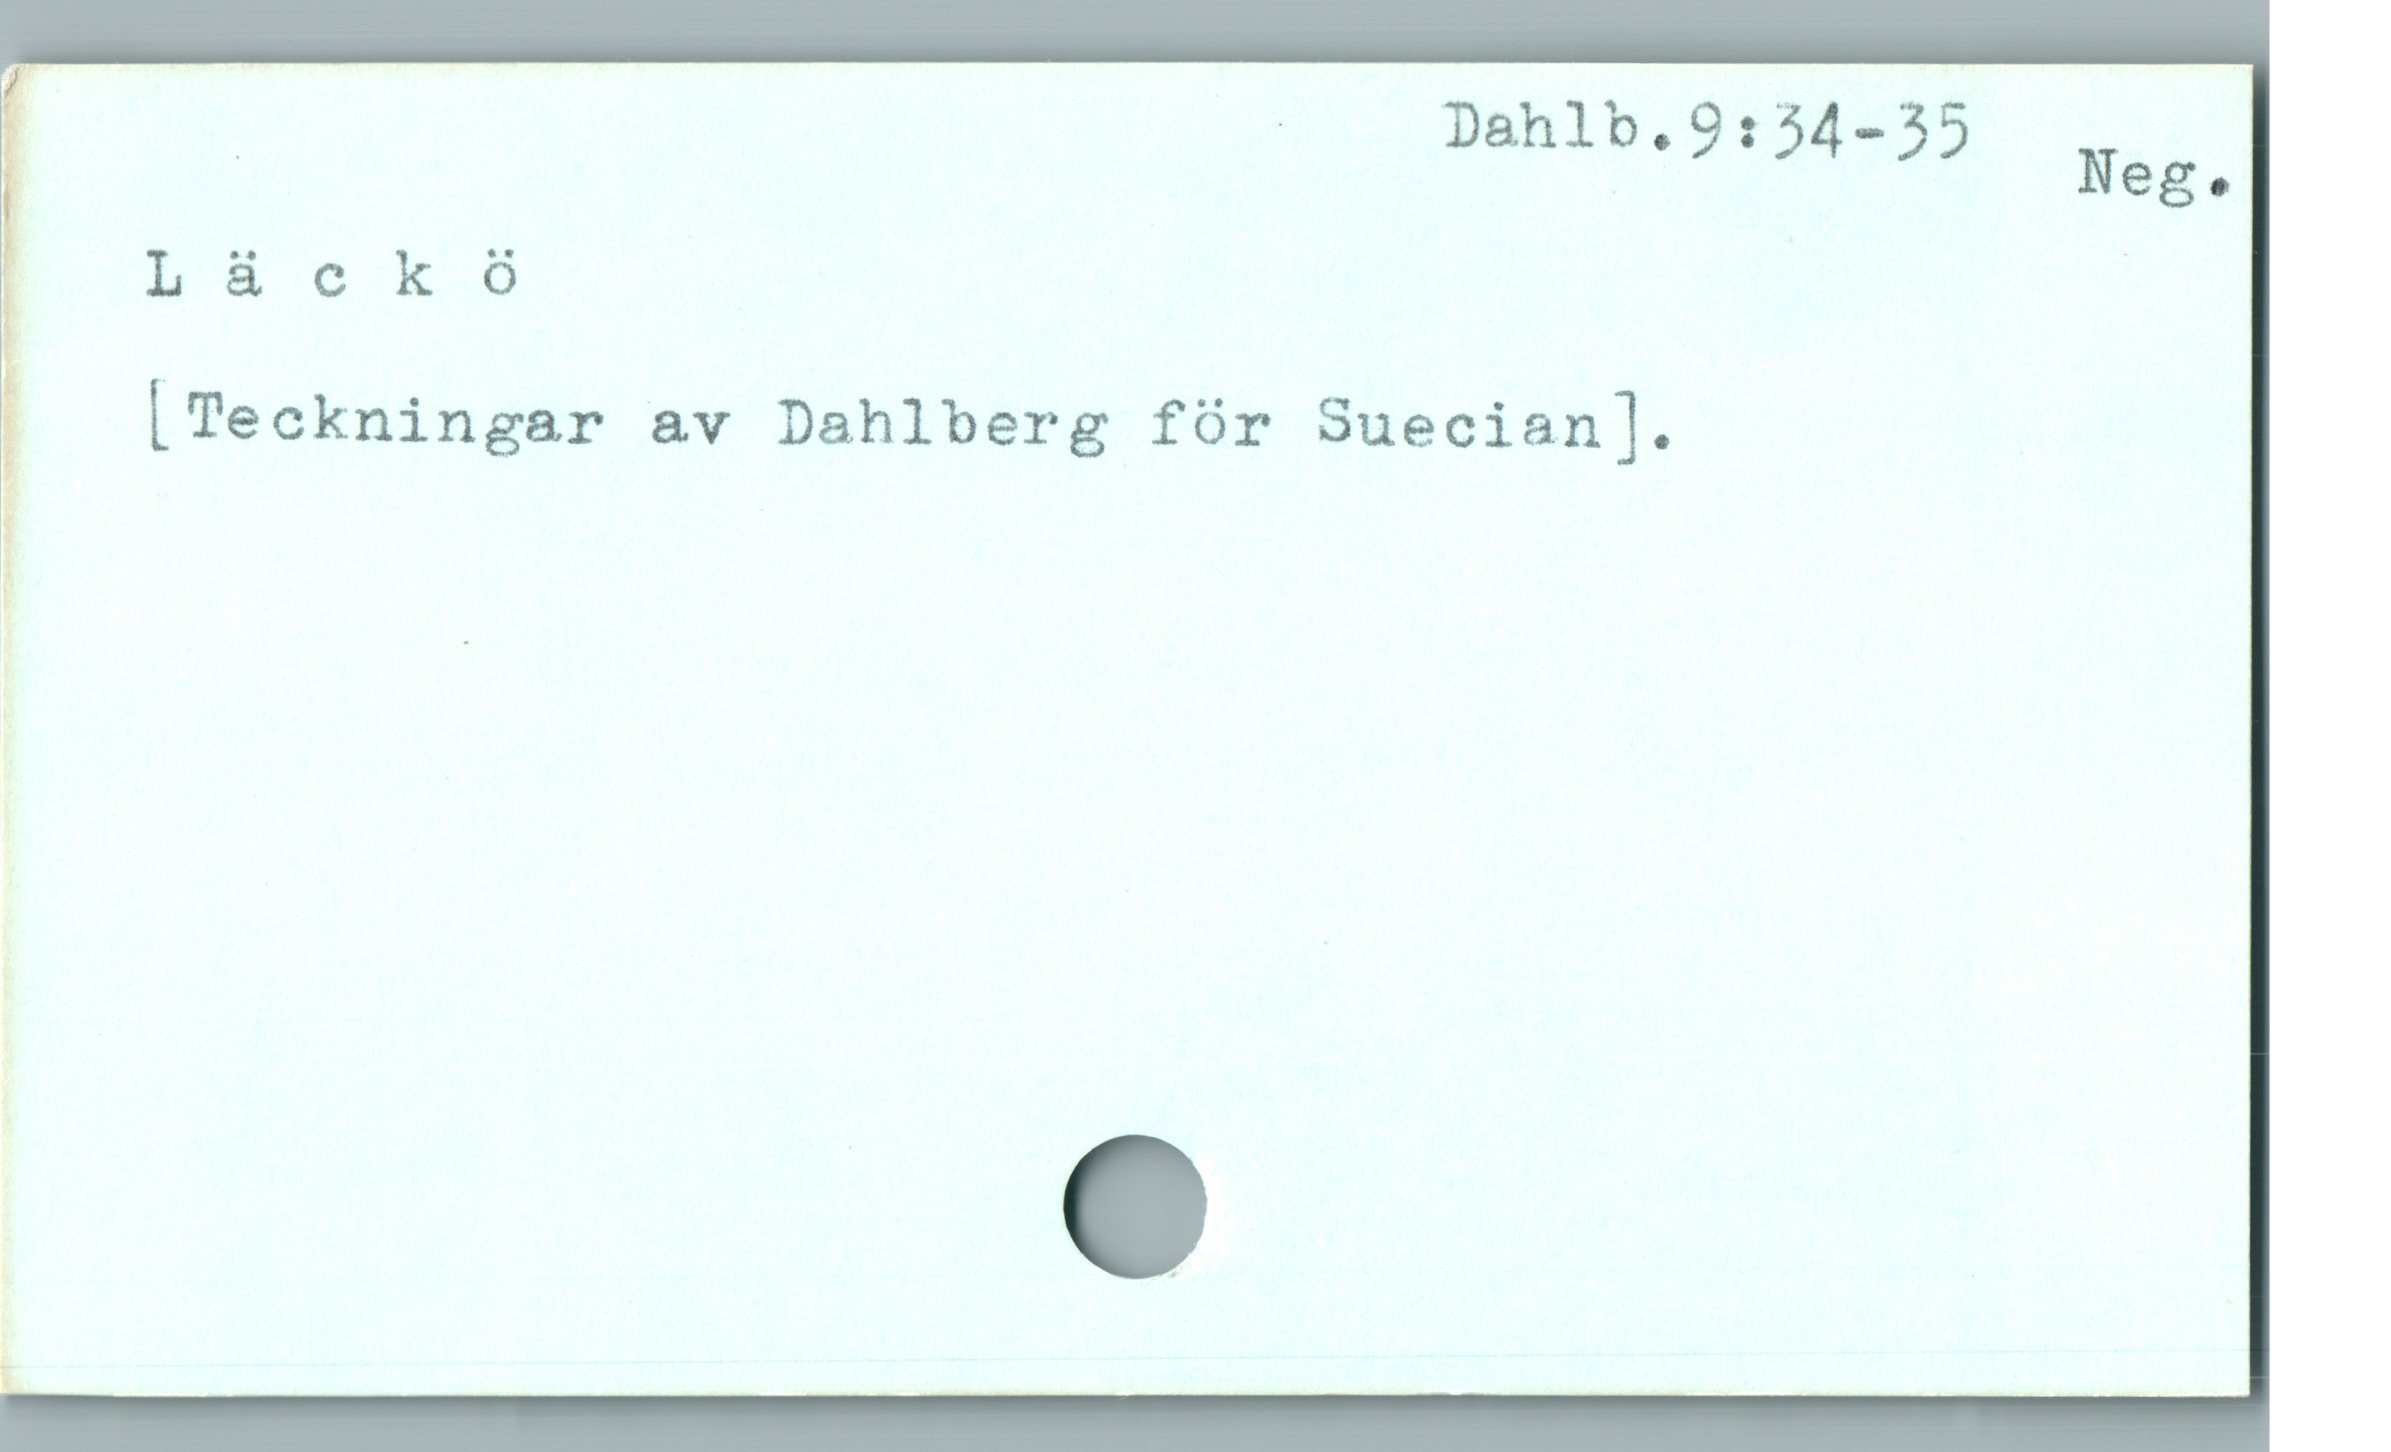 Dahlb.9:34-35
Neg.
L ä c k ö
[Teckningar av Dahlberg för Suecian].